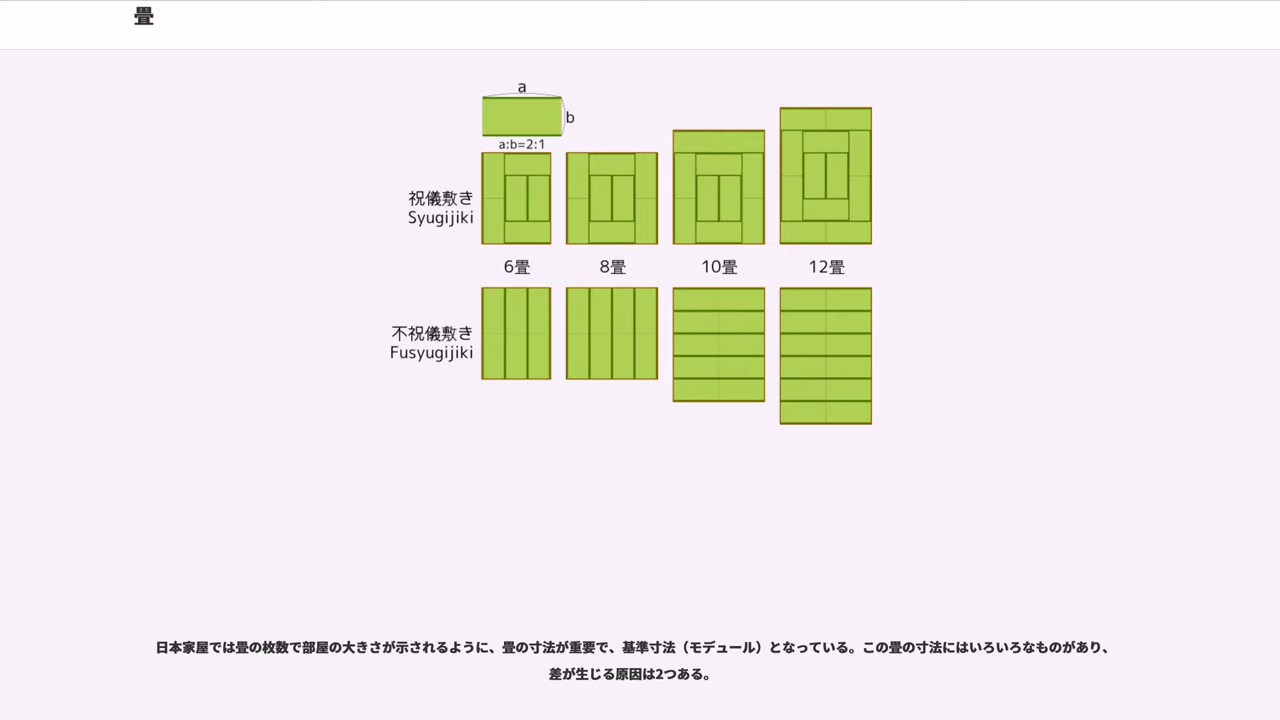 畳
a
b
a:b=2:1
祝儀敷き
Syugijiki
6畳
8畳
10畳
12畳
不祝儀敷き
Fusyugijiki
日本家屋では畳の枚数で部屋の大きさが示されるように、畳の寸法が重要で、基準寸法（モデュール）となっている。この畳の寸法にはいろいろなものがあり、
差が生じる原因は2つある。